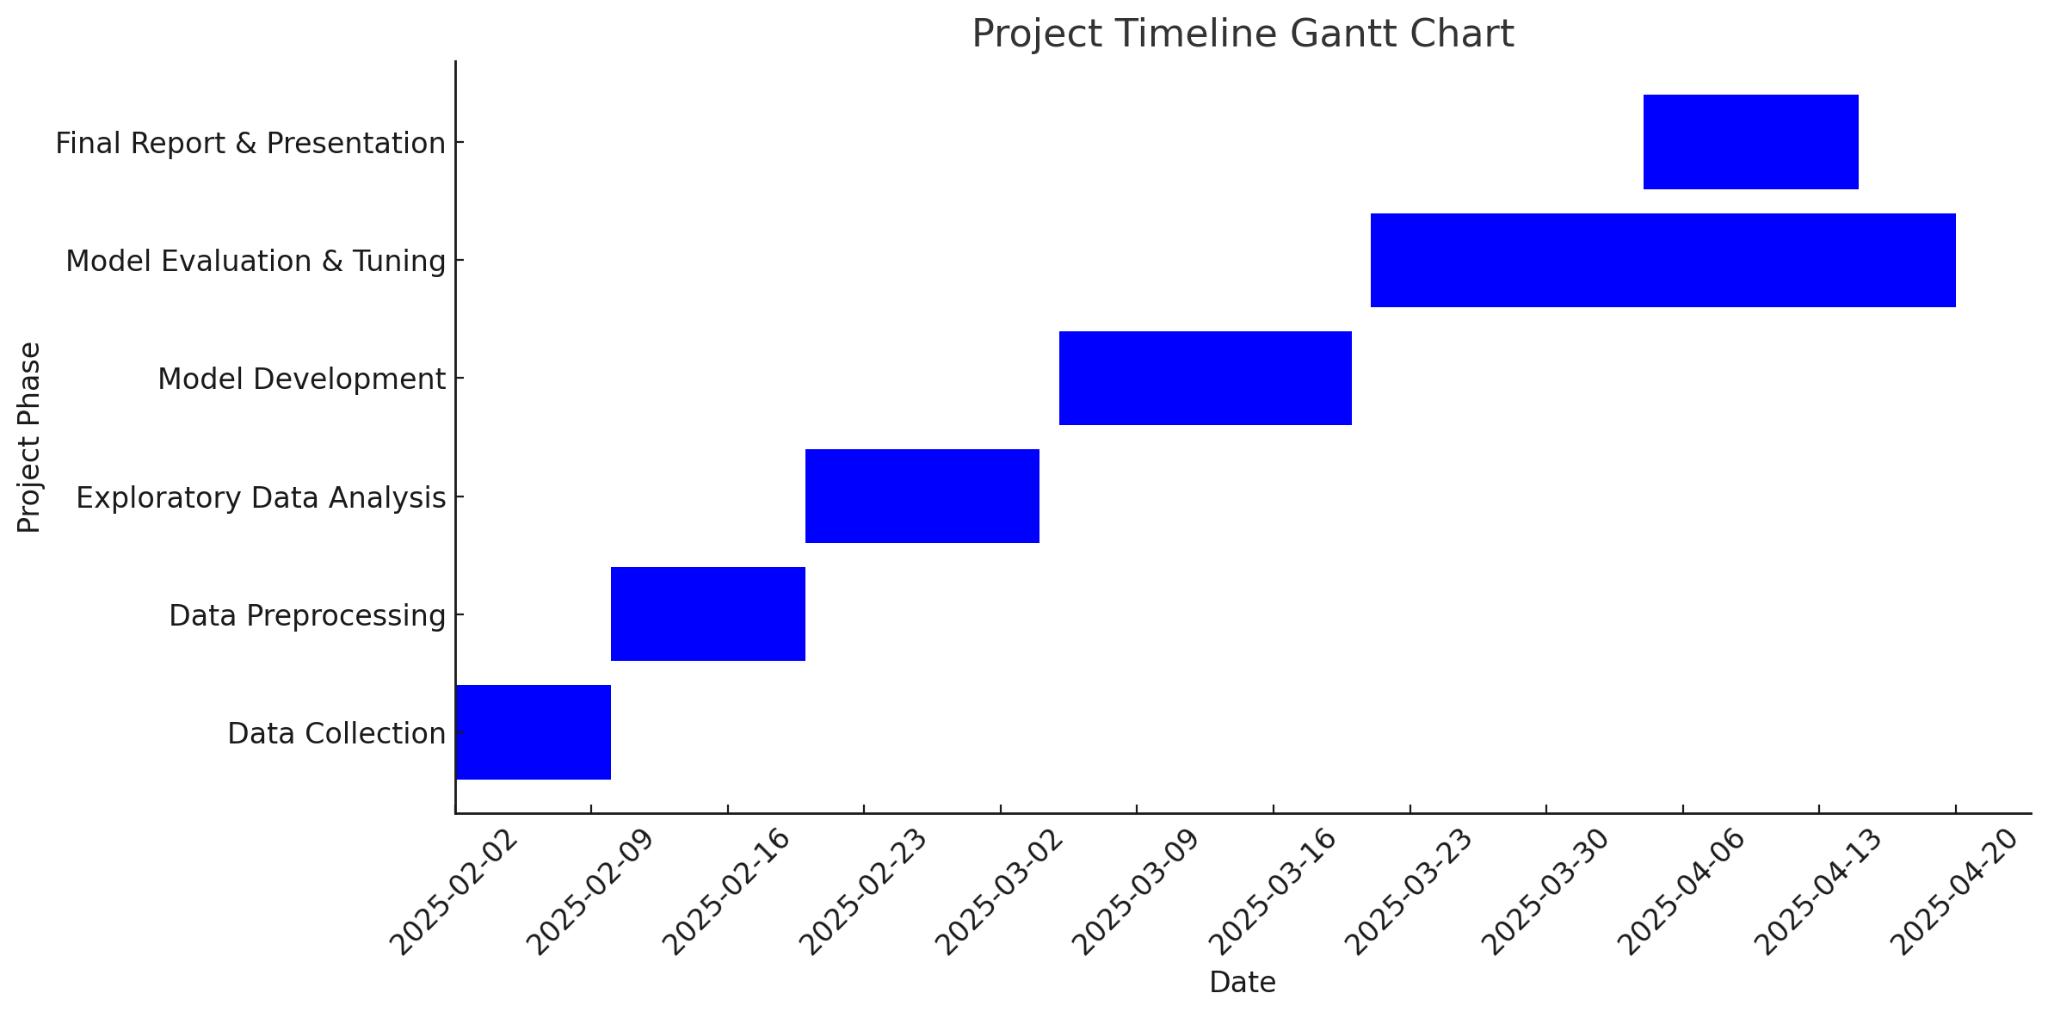 Project Timeline Gantt Chart
Project Phase
Final Report & Presentation
Model Evaluation & Tuning
Model Development
Exploratory Data Analysis
Data Preprocessing
Data Collection
2025-02-02
2025-02-09
2025-02-16
2025-02-23
2025-03-02
2025-03-09
2025-03-16
2025-03-23
2025-03-30
2025-04-06
2025-04-13
2025-04-20
Date